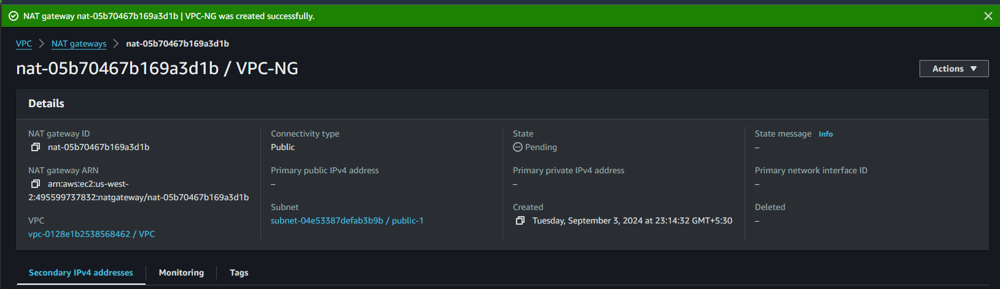 NAT gateway nat-05b70467b169a3d1b | VPC-NG was created successfully.
VPC > NAT gateways > nat-05b70467b169a3d1b
nat-05b70467b169a3d1b / VPC-NG
Actions
Details
NAT gateway ID
nat-05b70467b169a3d1b
NAT gateway ARN
arn:aws:ec2:us-west-
2:495599737832:natgateway/nat-05b70467b169a3d1b
VPC
vpc-0128e1b2538568462 / VPC
Connectivity type
Public
Primary public IPv4 address
–
Subnet
subnet-04e53387defab3b9b / public-1
State
Pending
Primary private IPv4 address
–
Created
Tuesday, September 3, 2024 at 23:14:32 GMT+5:30
State message Info
–
Primary network interface ID
–
Deleted
–
Secondary IPv4 addresses
Monitoring
Tags